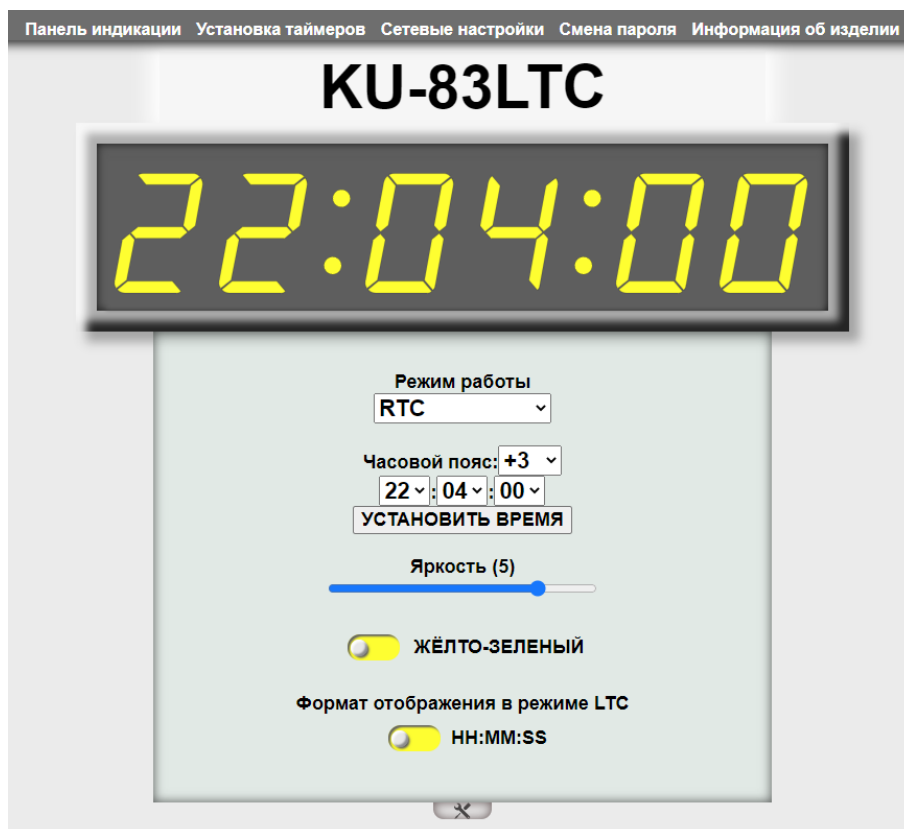 Панель индикации Установка таймеров Сетевые настройки Смена пароля Информация об изделии
KU-83LTC
22:04:00
Режим работы
RTC
Часовой пояс: +3
22 : 04 : 00
УСТАНОВИТЬ ВРЕМЯ
Яркость (5)
ЖЁЛТО-ЗЕЛЕНЫЙ
Формат отображения в режиме LTC
HH:MM:SS